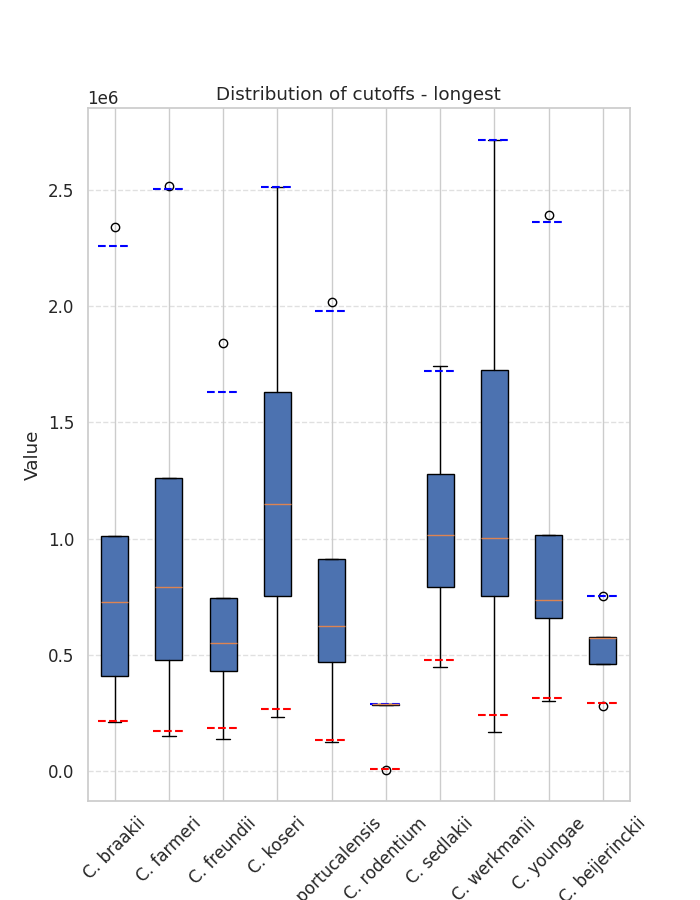 Distribution of cutoffs - longest
1e6
Value
2.5
2.0
1.5
1.0
0.5
0.0
C. braakii
C. farmeri
C. freundii
C. koseri
portucalensis
C. rodentium
C. sedlakii
C. werkmanii
C. youngae
C. beijerinckii